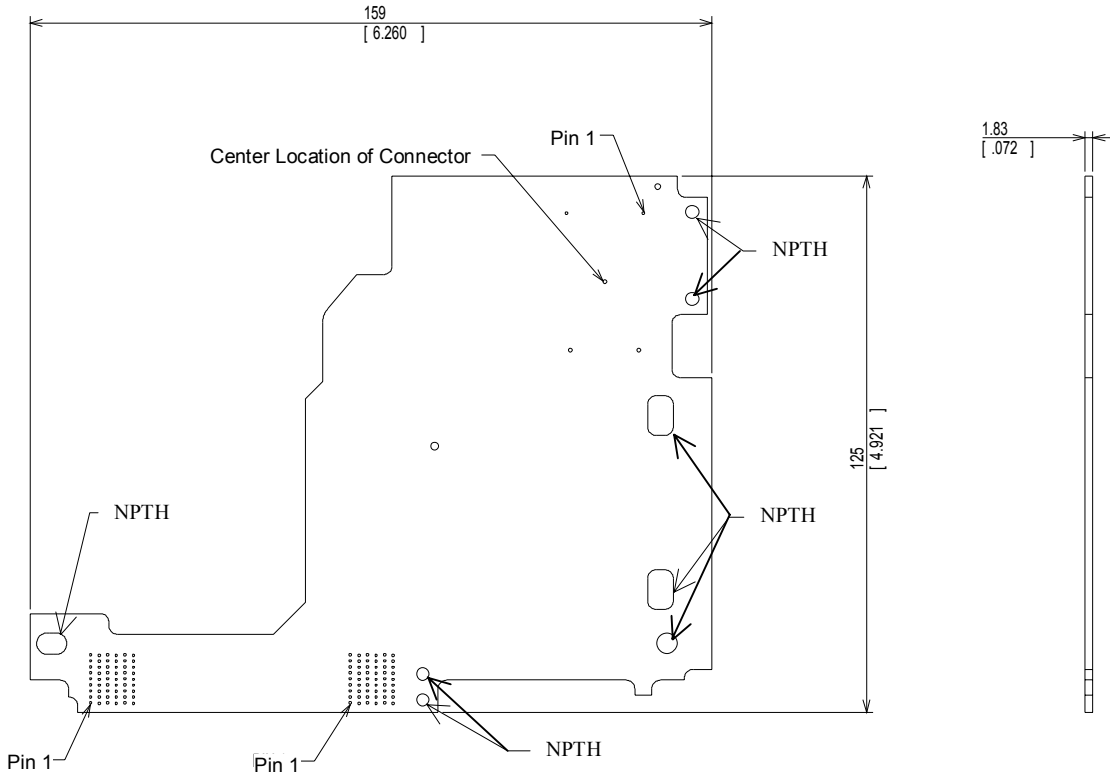 159
[ 6.260 ]
1.83
[ .072 ]
Pin 1
Center Location of Connector
NPTH
125
[ 4.921 ]
NPTH
NPTH
NPTH
Pin 1
Pin 1